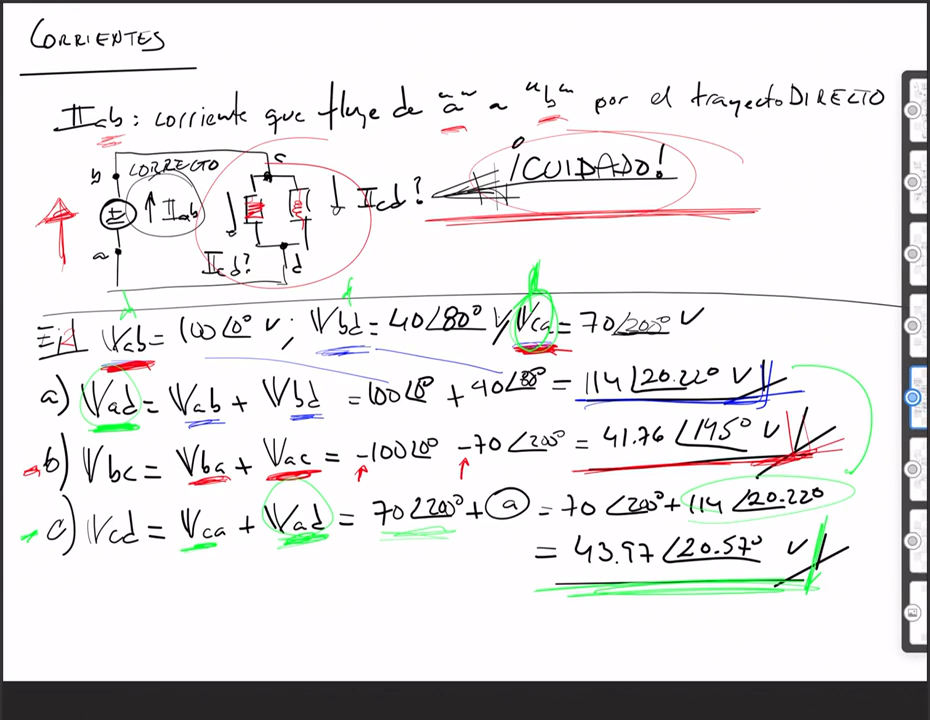 CORRIENTES
𝕀ab: corriente que fluye de "a" a "b" por el trayecto DIRECTO
b CORRECTO c
𝕀ab
𝕀cd? ¡CUIDADO!
a
𝕀cd? d
𝕍ab = 100∠0° V; 𝕍bd = 40∠80° V, 𝕍ca = 70∠200° V
a) 𝕍ad = 𝕍ab + 𝕍bd = 100∠0° + 40∠80° = 114∠20.22° V
b) 𝕍bc = 𝕍ba + 𝕍ac = -100∠0° -70∠200° = 41.76∠145° V
c) 𝕍cd = 𝕍ca + 𝕍ad = 70∠200° + ⓐ = 70∠200° + 114∠20.22°
= 43.97∠20.57° V